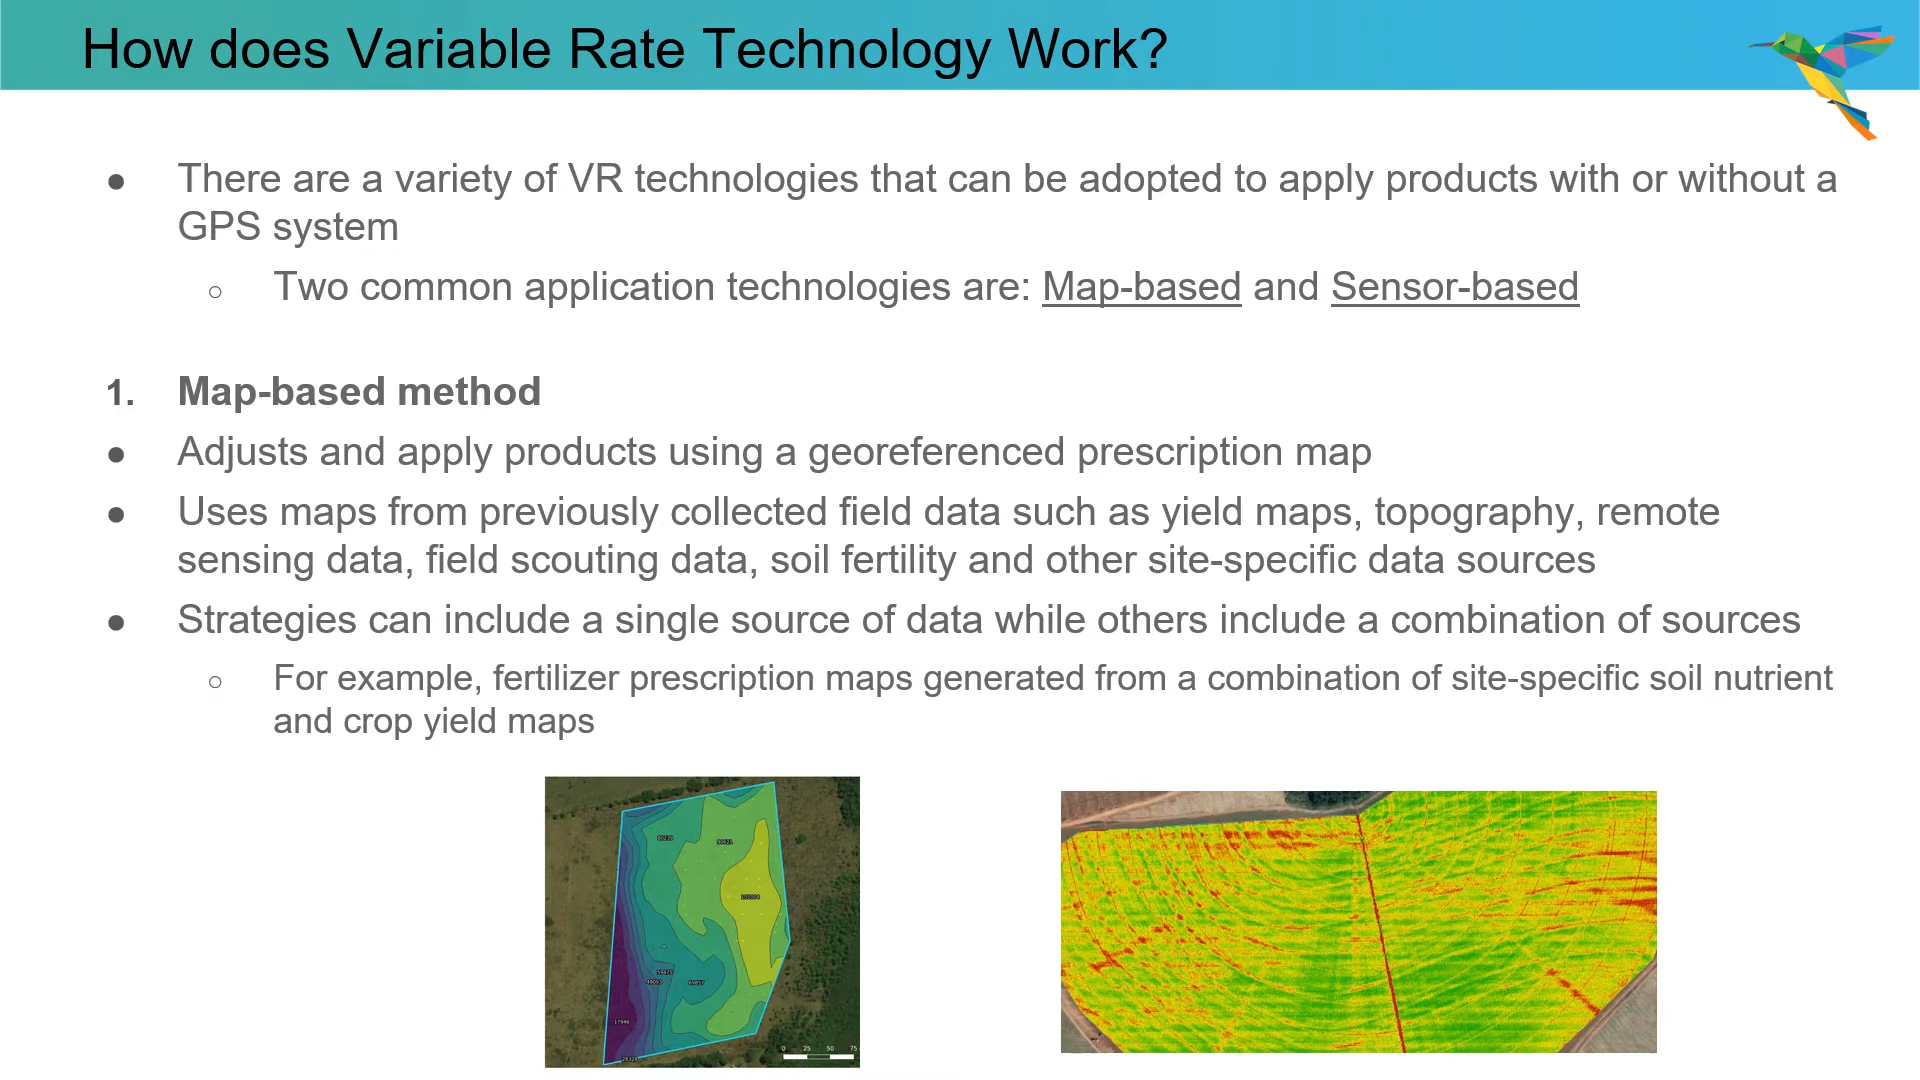 How does Variable Rate Technology Work?
● There are a variety of VR technologies that can be adopted to apply products with or without a
GPS system
○ Two common application technologies are: Map-based and Sensor-based
1. Map-based method
● Adjusts and apply products using a georeferenced prescription map
● Uses maps from previously collected field data such as yield maps, topography, remote
sensing data, field scouting data, soil fertility and other site-specific data sources
● Strategies can include a single source of data while others include a combination of sources
○ For example, fertilizer prescription maps generated from a combination of site-specific soil nutrient
and crop yield maps
17946
0 25 50 75